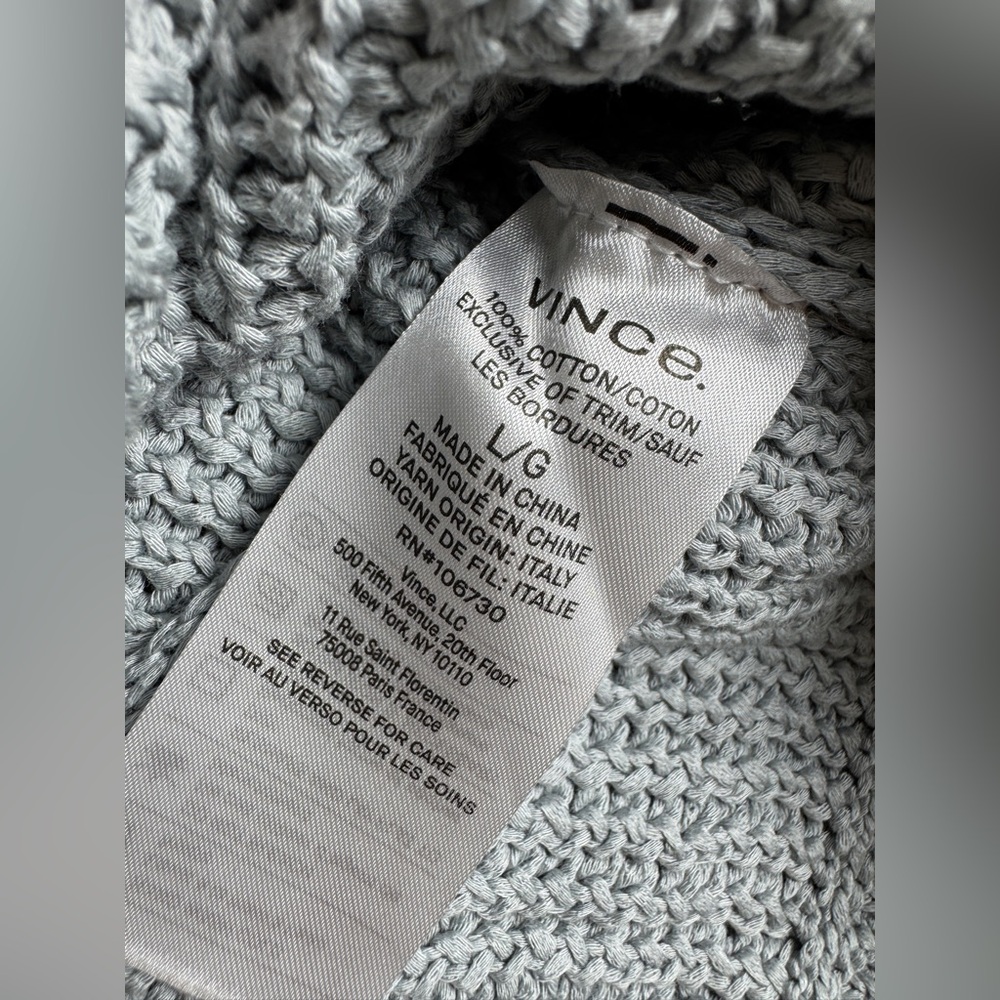 VINCE.
100% COTTON/COTON
EXCLUSIVE OF TRIM/SAUF
LES BORDURES
L/G
MADE IN CHINA
FABRIQUÉ EN CHINE
YARN ORIGIN: ITALY
ORIGINE DE FIL: ITALIE
RN#106730
Vince, LLC
500 Fifth Avenue, 20th Floor
New York, NY 10110
11 Rue Saint Florentin
75008 Paris France
SEE REVERSE FOR CARE
VOIR AU VERSO POUR LES SOINS